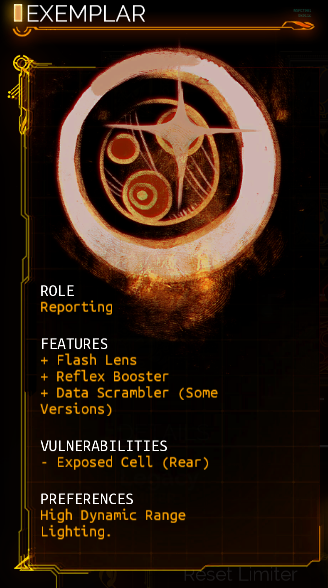 EXEMPLAR
ROLE
Reporting
FEATURES
+ Flash Lens
+ Reflex Booster
+ Data Scrambler (Some
Versions)
VULNERABILITIES
- Exposed Cell (Rear)
PREFERENCES
High Dynamic Range
Lighting.
Reset Limiter